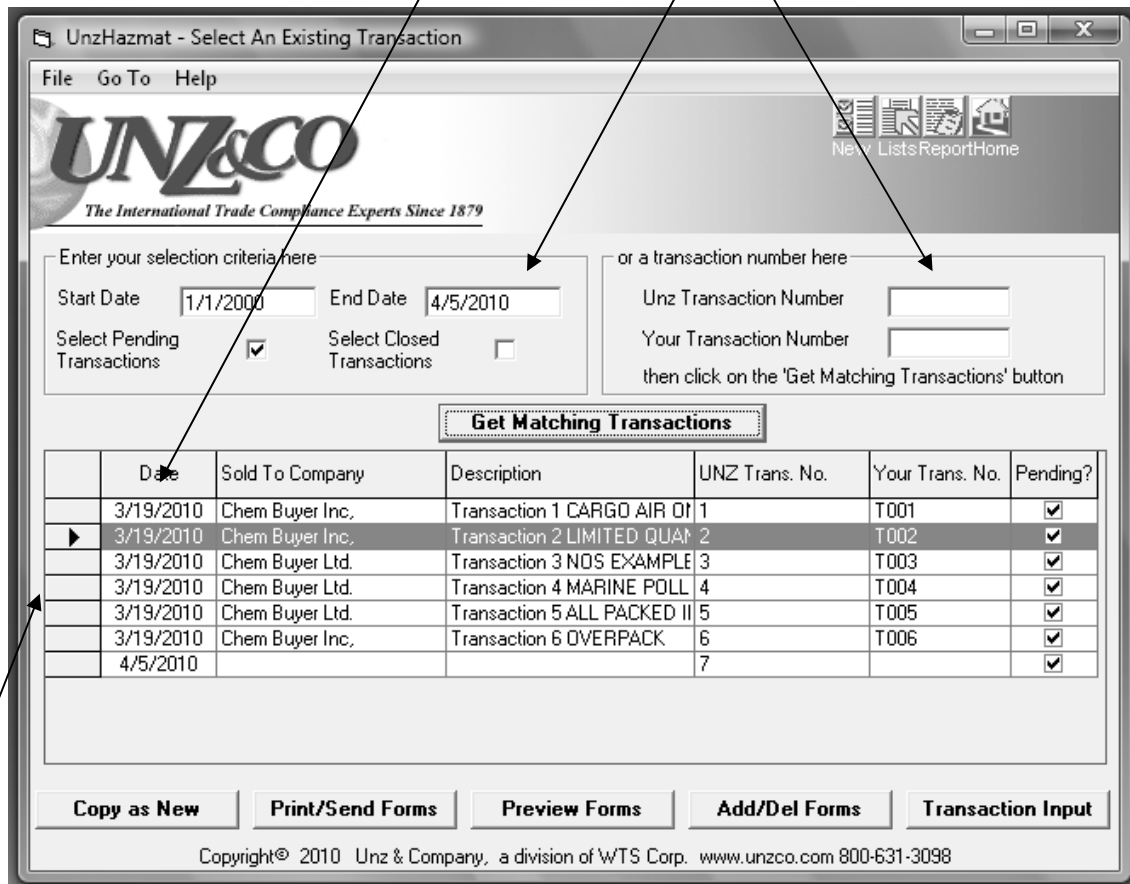 UnzHazmat - Select An Existing Transaction
File Go To Help
UNZ&CO
The International Trade Compliance Experts Since 1879
New Lists Report Home
Enter your selection criteria here
or a transaction number here
Start Date 1/1/2000 End Date 4/5/2010
Unz Transaction Number
Select Pending Transactions
Select Closed Transactions
Your Transaction Number
then click on the 'Get Matching Transactions' button
Get Matching Transactions
Date Sold To Company Description UNZ Trans. No. Your Trans. No. Pending?
3/19/2010 Chem Buyer Inc, Transaction 1 CARGO AIR 1 T001
3/19/2010 Chem Buyer Inc, Transaction 2 LIMITED QUAN 2 T002
3/19/2010 Chem Buyer Ltd. Transaction 3 NOS EXAMPLE 3 T003
3/19/2010 Chem Buyer Ltd. Transaction 4 MARINE POLL 4 T004
3/19/2010 Chem Buyer Ltd. Transaction 5 ALL PACKED 5 T005
3/19/2010 Chem Buyer Inc, Transaction 6 OVERPACK 6 T006
4/5/2010 7
Copy as New Print/Send Forms Preview Forms Add/Del Forms Transaction Input
Copyright© 2010 Unz & Company, a division of WTS Corp. www.unzco.com 800-631-3098